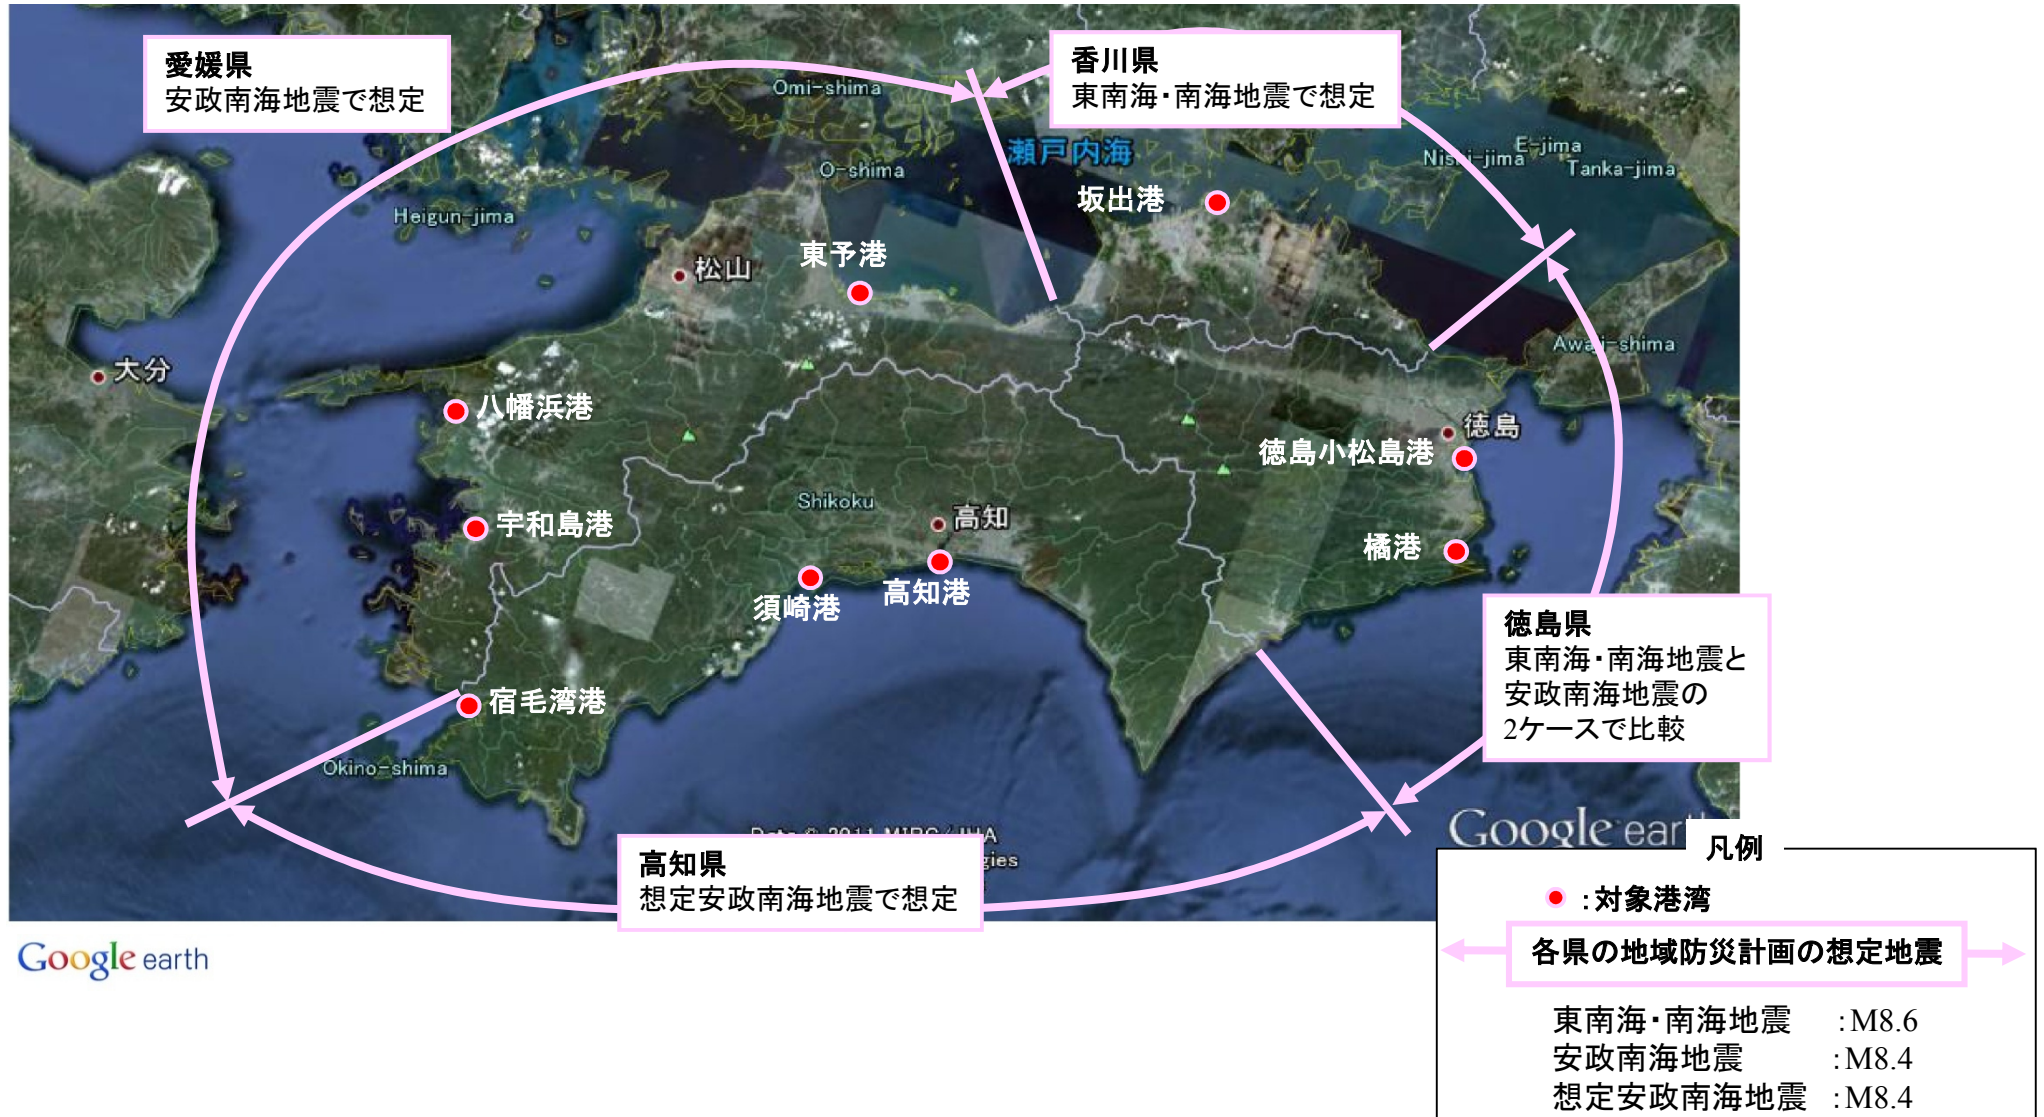 愛媛県
安政南海地震で想定
香川県
東南海・南海地震で想定
Omi-shima
瀬戸内海
E-jima
Nishi-jima
Tanka-jima
O-shima
坂出港
Heigun-jima
東予港
松山
Awaji-shima
大分
八幡浜港
徳島
徳島小松島港
Shikoku
高知
宇和島港
橘港
高知港
須崎港
徳島県
東南海・南海地震と
安政南海地震の
2ケースで比較
宿毛湾港
Okino-shima
高知県
想定安政南海地震で想定
Google earth
凡例
:対象港湾
各県の地域防災計画の想定地震
東南海・南海地震 :M8.6
安政南海地震 :M8.4
想定安政南海地震 :M8.4
Google earth